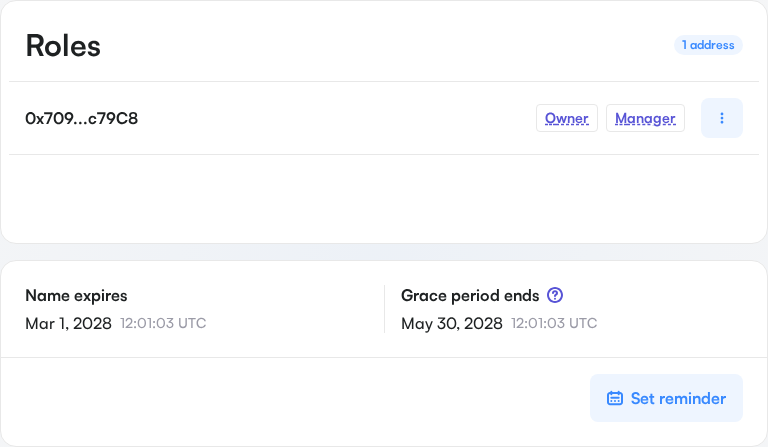 Roles
1 address
0x709...c79C8
Owner
Manager
Name expires
Mar 1, 2028 12:01:03 UTC
Grace period ends
May 30, 2028 12:01:03 UTC
Set reminder